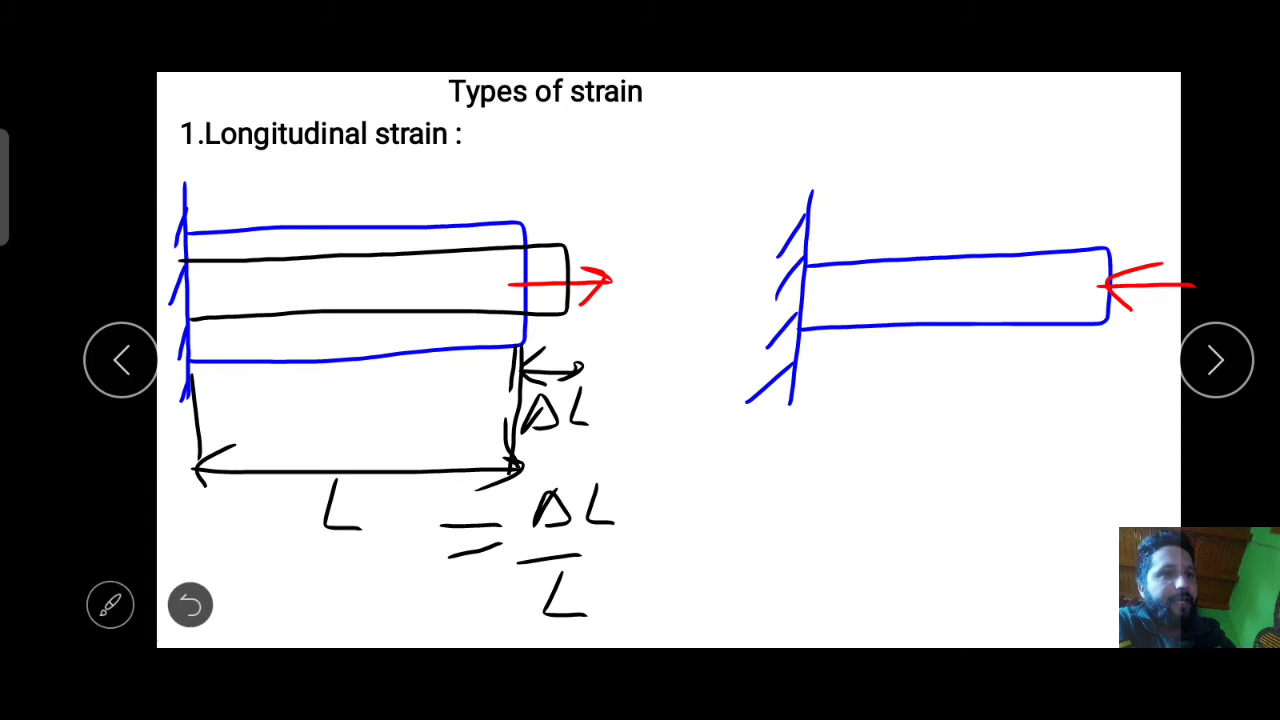 Types of strain
1.Longitudinal strain :
ΔL
L
= ΔL
L